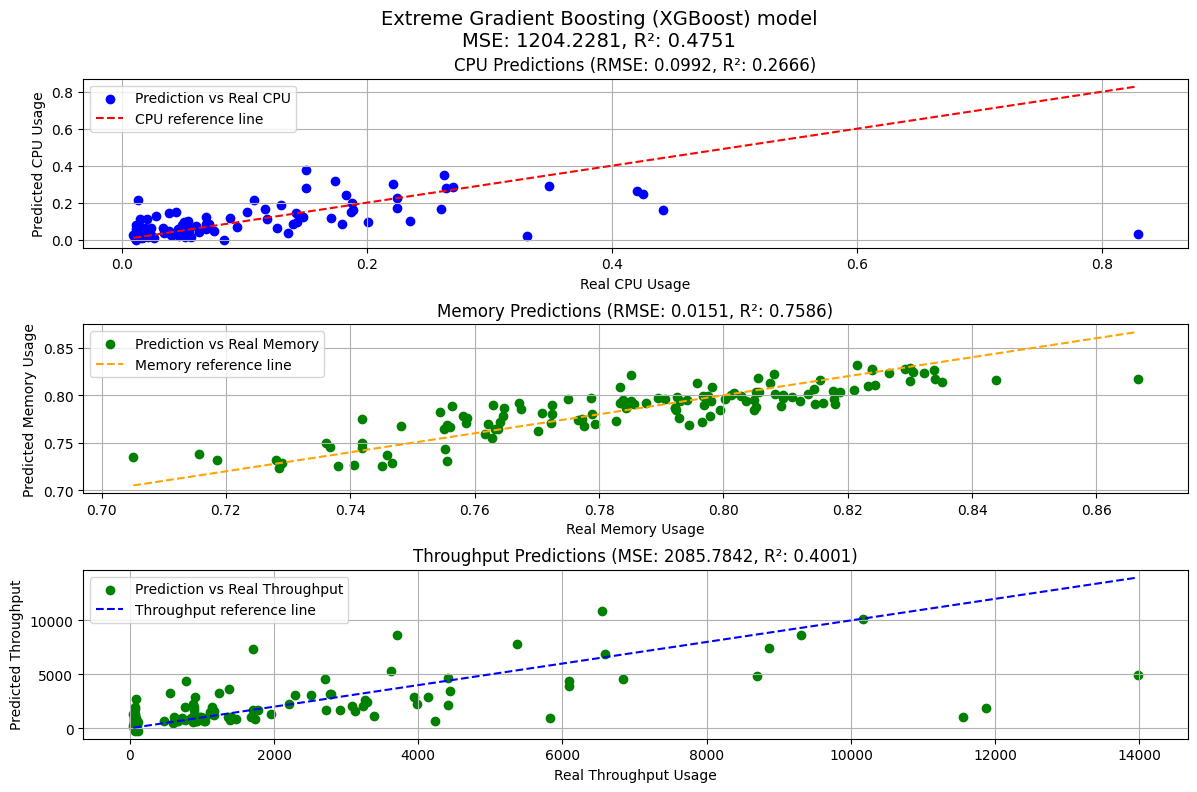 Extreme Gradient Boosting (XGBoost) model
MSE: 1204.2281, R²: 0.4751
CPU Predictions (RMSE: 0.0992, R²: 0.2666)
Prediction vs Real CPU
CPU reference line
Predicted CPU Usage
0.8
0.6
0.4
0.2
0.0
0.0 0.2 0.4 0.6 0.8
Real CPU Usage
Memory Predictions (RMSE: 0.0151, R²: 0.7586)
Prediction vs Real Memory
Memory reference line
Predicted Memory Usage
0.85
0.80
0.75
0.70
0.70 0.72 0.74 0.76 0.78 0.80 0.82 0.84 0.86
Real Memory Usage
Throughput Predictions (MSE: 2085.7842, R²: 0.4001)
Prediction vs Real Throughput
Throughput reference line
Predicted Throughput
10000
5000
0
0 2000 4000 6000 8000 10000 12000 14000
Real Throughput Usage